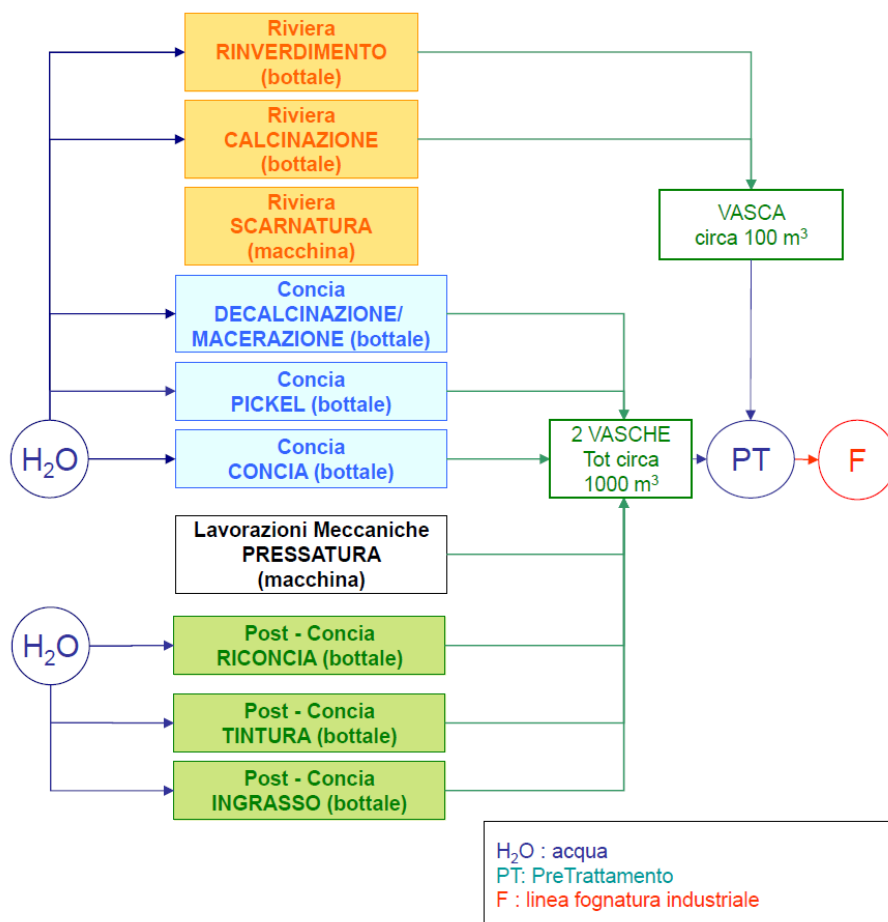 Riviera
RINVERDIMENTO
(bottale)
Riviera
CALCINAZIONE
(bottale)
Riviera
SCARNATURA
(macchina)
VASCA
circa 100 m³
Concia
DECALCINAZIONE/
MACERAZIONE (bottale)
Concia
PICKEL (bottale)
H₂O
Concia
CONCIA (bottale)
2 VASCHE
Tot circa
1000 m³
PT
F
Lavorazioni Meccaniche
PRESSATURA
(macchina)
H₂O
Post - Concia
RICONCIA (bottale)
Post - Concia
TINTURA (bottale)
Post - Concia
INGRASSO (bottale)
H₂O : acqua
PT: PreTrattamento
F : linea fognatura industriale